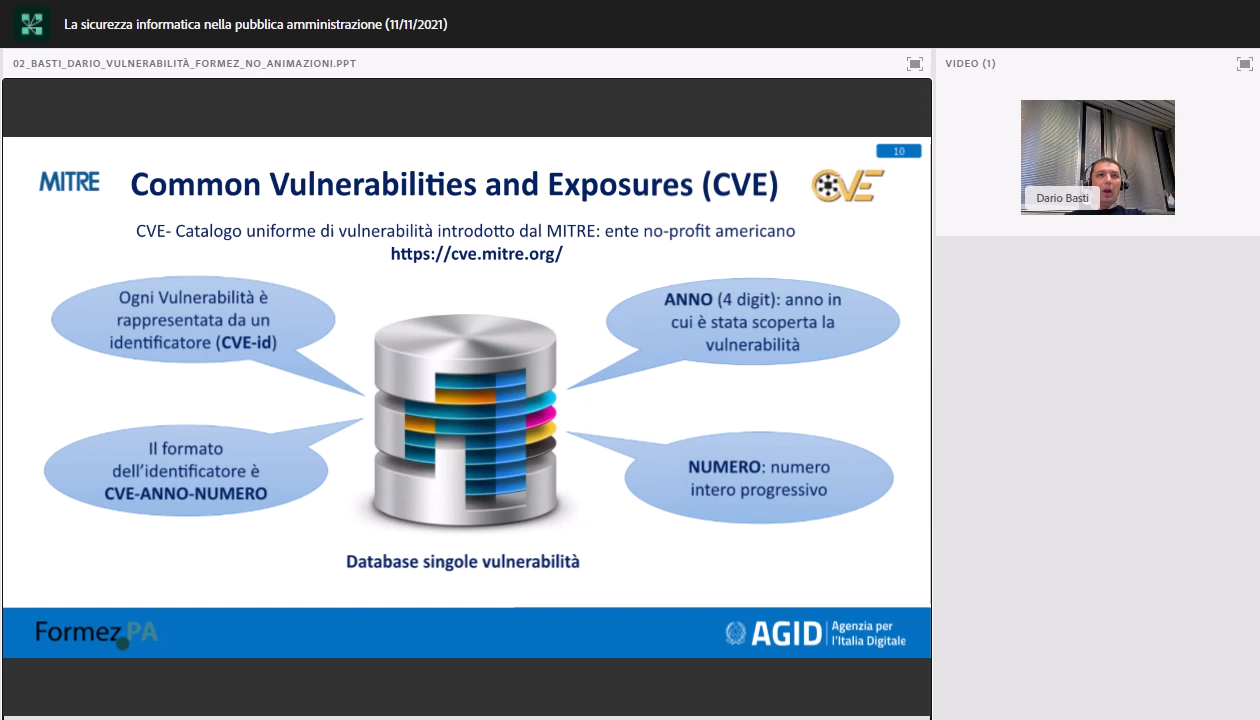 La sicurezza informatica nella pubblica amministrazione (11/11/2021)
02_BASTI_DARIO_VULNERABILITÀ_FORMEZ_NO_ANIMAZIONI.PPT
VIDEO (1)
Dario Basti
10
MITRE
Common Vulnerabilities and Exposures (CVE)
CVE
CVE- Catalogo uniforme di vulnerabilità introdotto dal MITRE: ente no-profit americano
https://cve.mitre.org/
Ogni Vulnerabilità è
rappresentata da un
identificatore (CVE-id)
ANNO (4 digit): anno in
cui è stata scoperta la
vulnerabilità
Il formato
dell'identificatore è
CVE-ANNO-NUMERO
NUMERO: numero
intero progressivo
Database singole vulnerabilità
Formez PA
AGID
Agenzia per
l'Italia Digitale